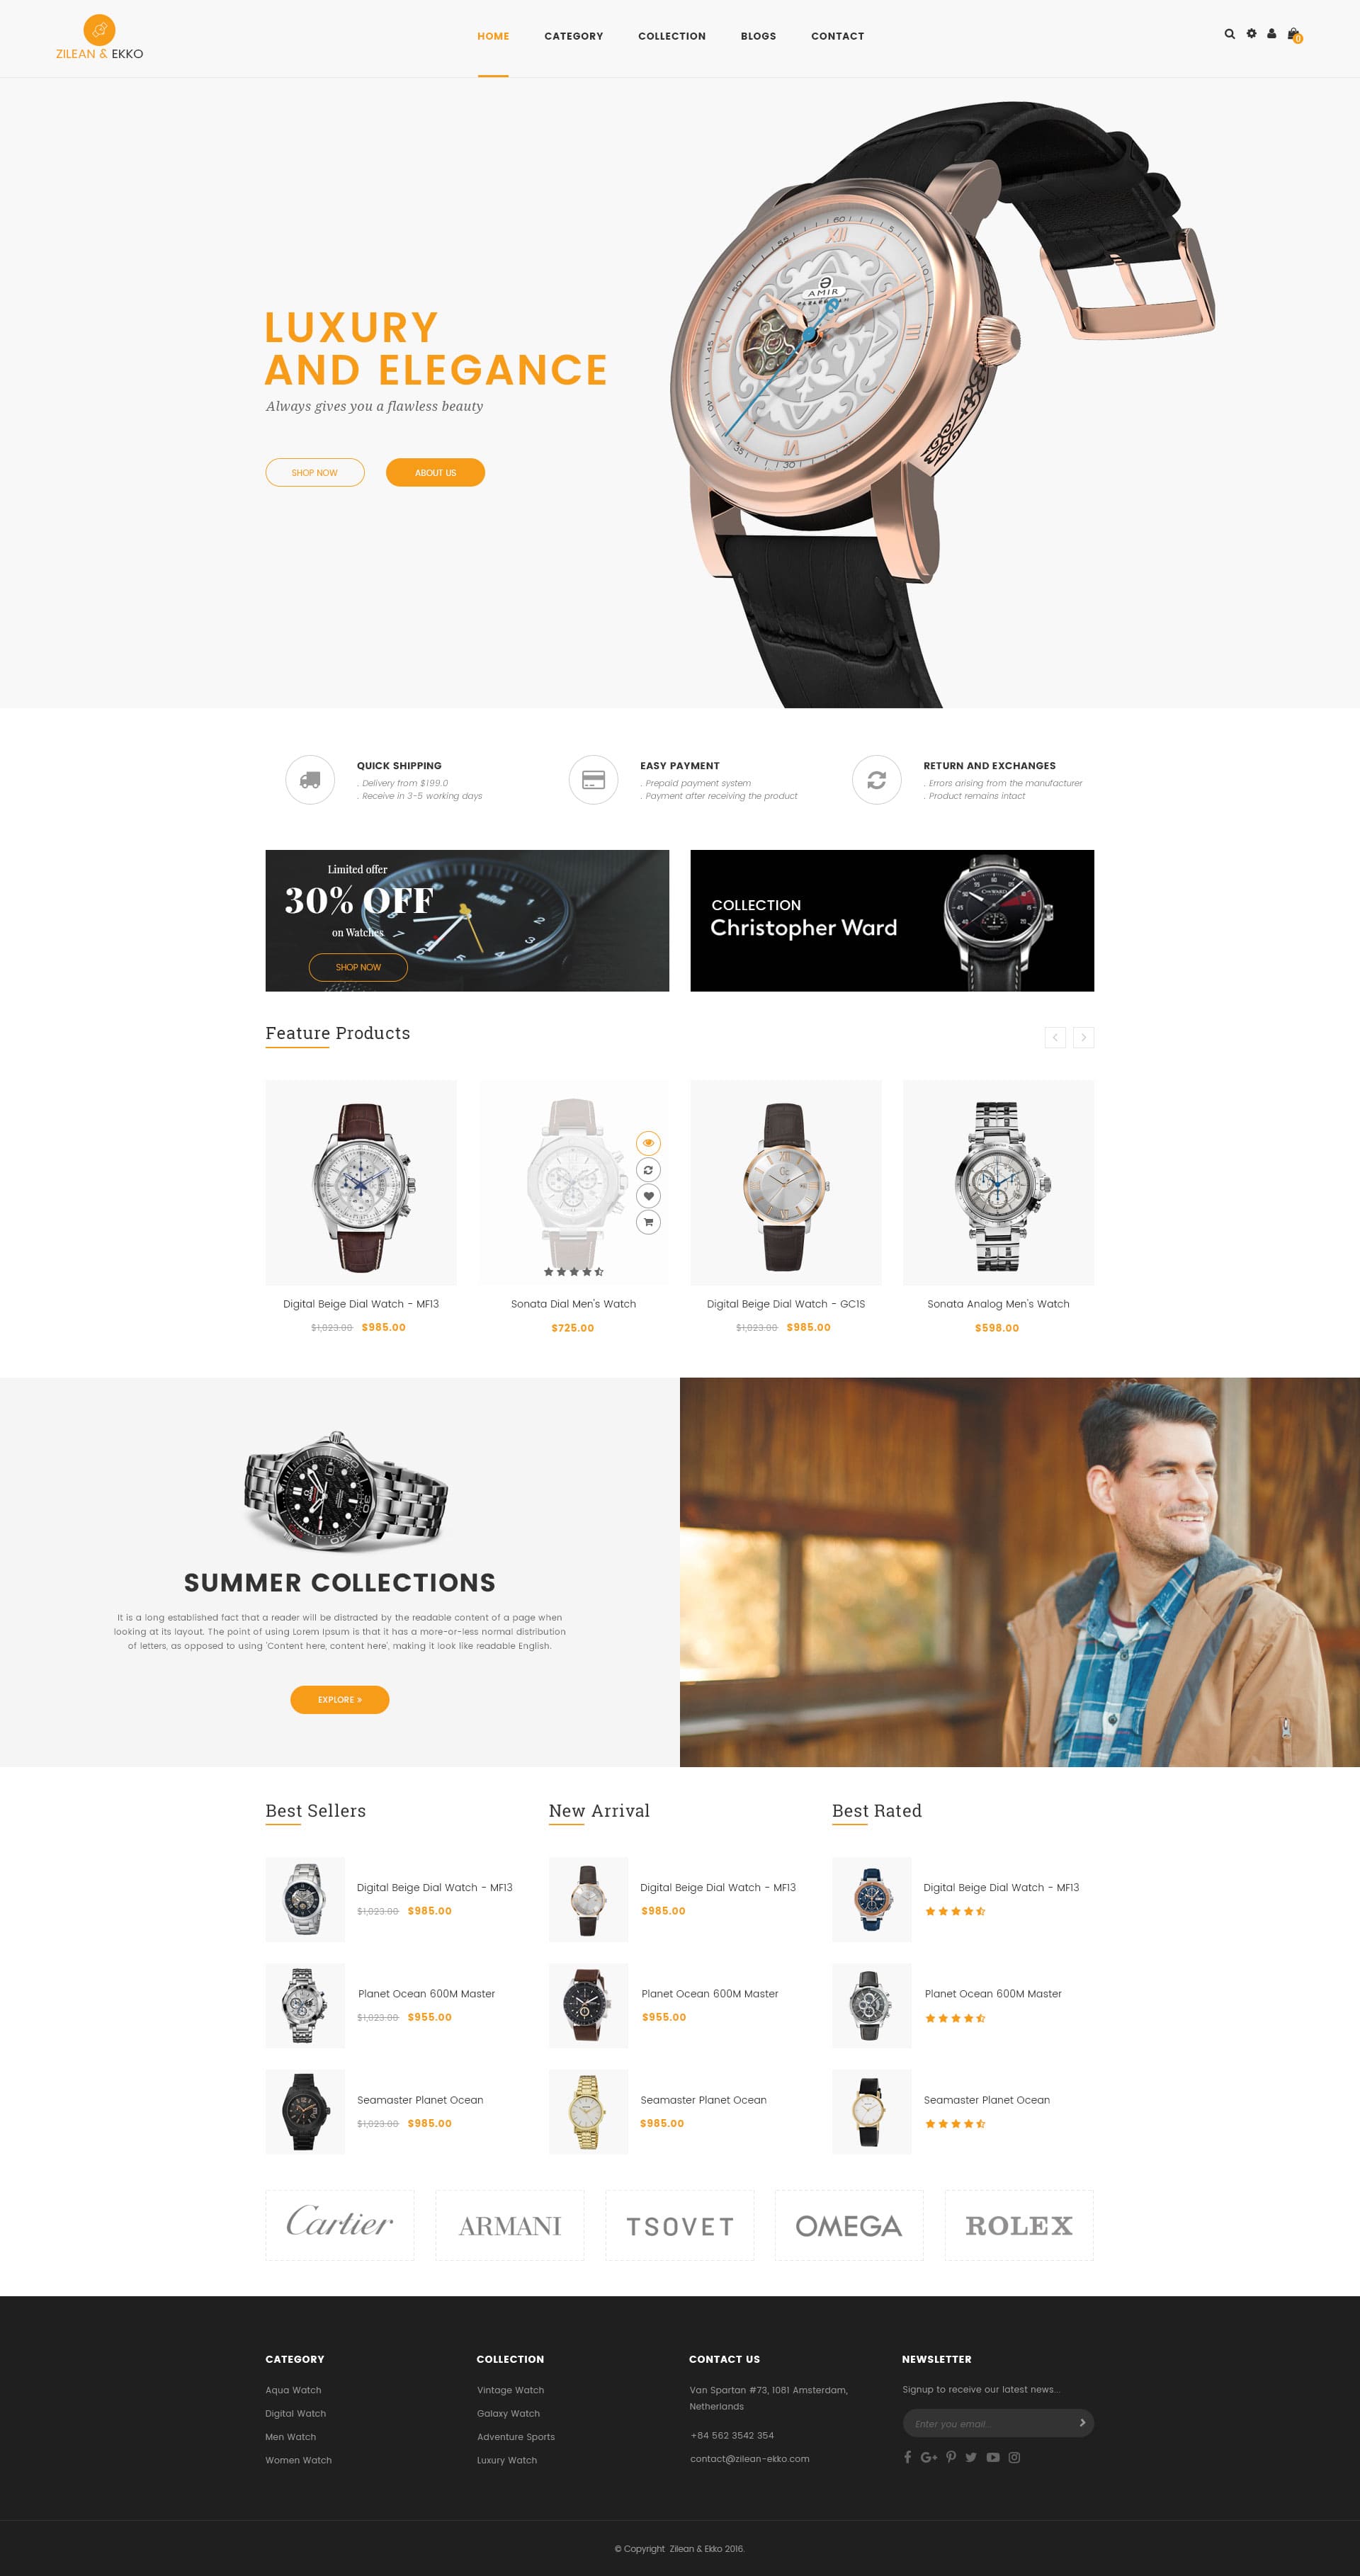 ZILEAN & EKKO
HOME
CATEGORY
COLLECTION
BLOGS
CONTACT
0
LUXURY
AND ELEGANCE
Always gives you a flawless beauty
SHOP NOW
ABOUT US
60
XII
50
AMIR
III
IX
45
40
35
30
VI
QUICK SHIPPING
. Delivery from $199.0
. Receive in 3-5 working days
EASY PAYMENT
. Prepaid payment system
. Payment after receiving the product
RETURN AND EXCHANGES
. Errors arising from the manufacturer
. Product remains intact
Limited offer
30% OFF
on Watches
SHOP NOW
COLLECTION
Christopher Ward
C WARD
Feature Products
Digital Beige Dial Watch - MF13
$1,023.00 $985.00
Sonata Dial Men's Watch
$725.00
Digital Beige Dial Watch - GC1S
$1,023.00 $985.00
Sonata Analog Men's Watch
$598.00
SUMMER COLLECTIONS
It is a long established fact that a reader will be distracted by the readable content of a page when
looking at its layout. The point of using Lorem Ipsum is that it has a more-or-less normal distribution
of letters, as opposed to using 'Content here, content here', making it look like readable English.
EXPLORE »
Best Sellers
Digital Beige Dial Watch - MF13
$1,023.00 $985.00
Planet Ocean 600M Master
$1,023.00 $955.00
Seamaster Planet Ocean
$1,023.00 $985.00
New Arrival
Digital Beige Dial Watch - MF13
$985.00
Planet Ocean 600M Master
$955.00
Seamaster Planet Ocean
$985.00
Best Rated
Digital Beige Dial Watch - MF13
Planet Ocean 600M Master
Seamaster Planet Ocean
Cartier
ARMANI
TSOVET
OMEGA
ROLEX
CATEGORY
Aqua Watch
Digital Watch
Men Watch
Women Watch
COLLECTION
Vintage Watch
Galaxy Watch
Adventure Sports
Luxury Watch
CONTACT US
Van Spartan #73, 1081 Amsterdam,
Netherlands
+84 562 3542 354
contact@zilean-ekko.com
NEWSLETTER
Signup to receive our latest news...
Enter you email...
© Copyright Zilean & Ekko 2016.